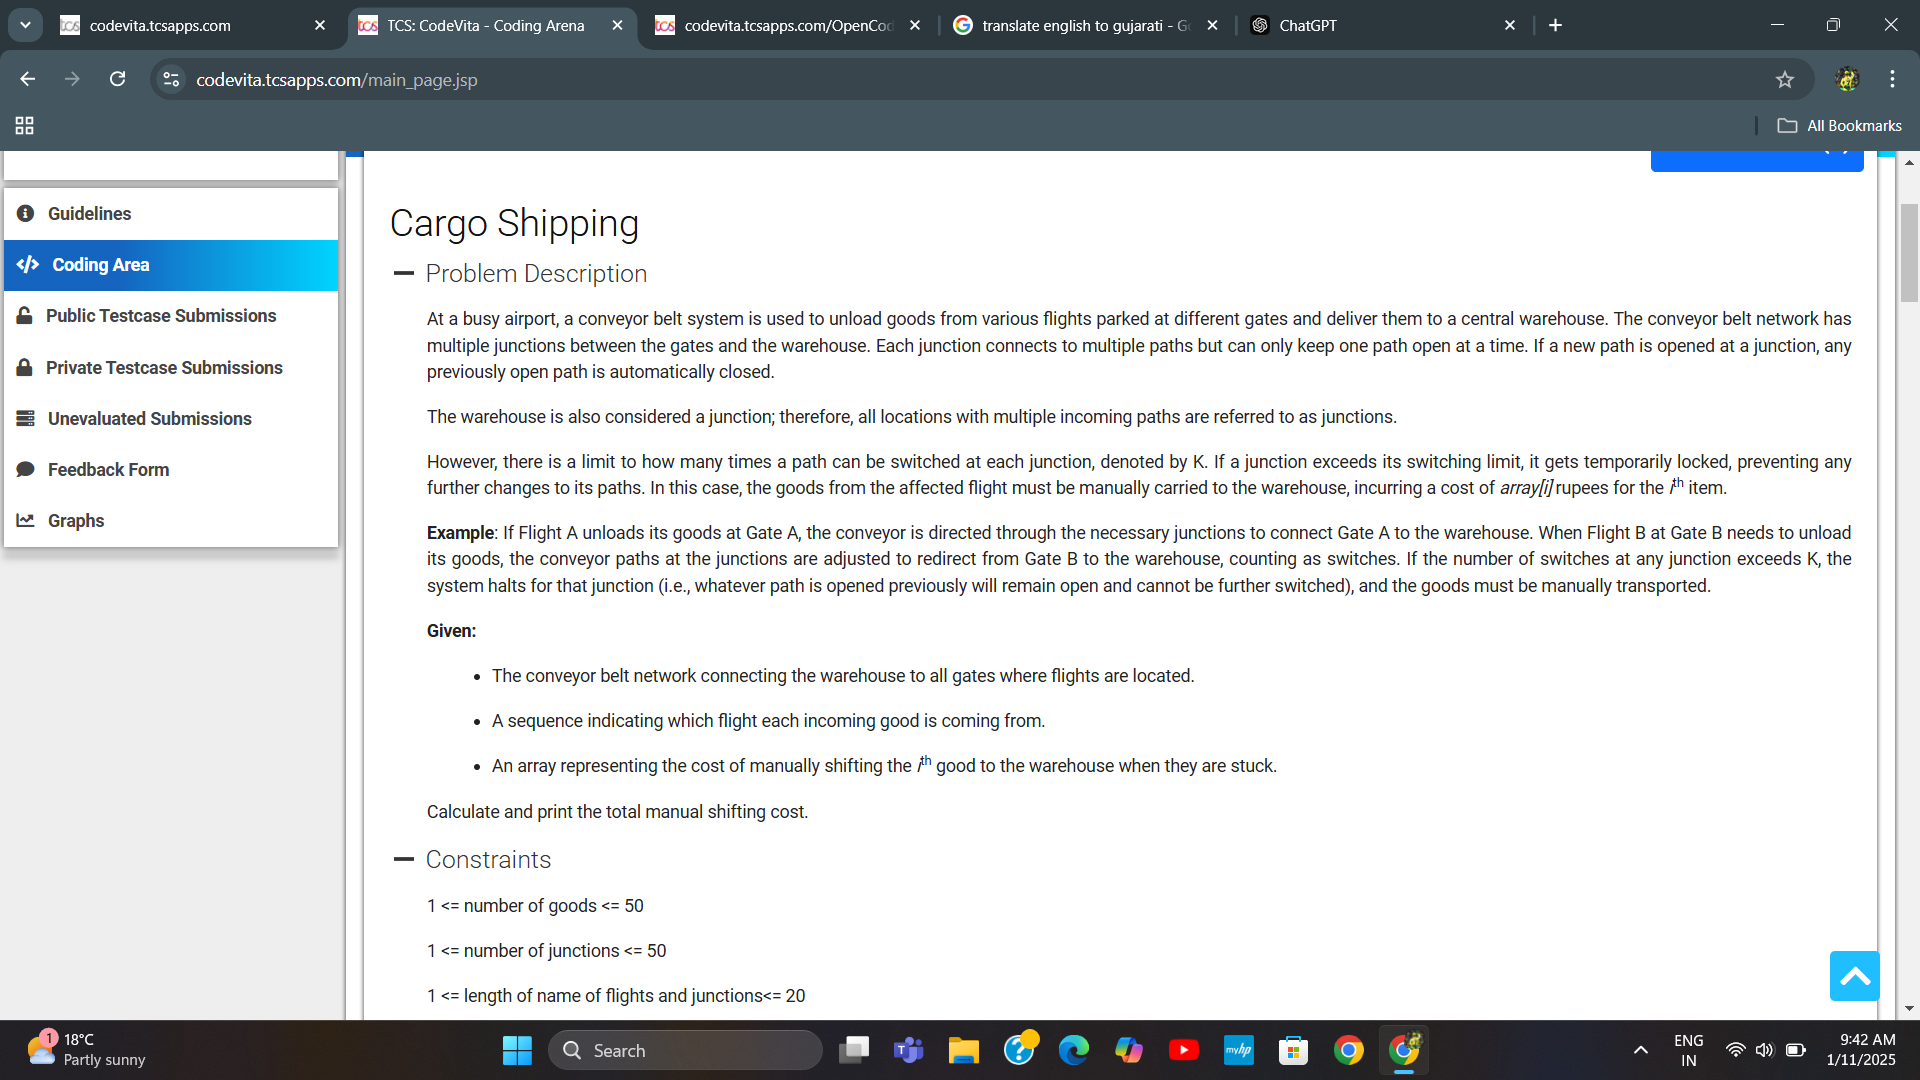 codevita.tcsapps.com
TCS: CodeVita - Coding Arena
codevita.tcsapps.com/OpenCod
translate english to gujarati - G
ChatGPT
codevita.tcsapps.com/main_page.jsp
All Bookmarks
Guidelines
Coding Area
Public Testcase Submissions
Private Testcase Submissions
Unevaluated Submissions
Feedback Form
Graphs
Cargo Shipping
Problem Description
At a busy airport, a conveyor belt system is used to unload goods from various flights parked at different gates and deliver them to a central warehouse. The conveyor belt network has
multiple junctions between the gates and the warehouse. Each junction connects to multiple paths but can only keep one path open at a time. If a new path is opened at a junction, any
previously open path is automatically closed.
The warehouse is also considered a junction; therefore, all locations with multiple incoming paths are referred to as junctions.
However, there is a limit to how many times a path can be switched at each junction, denoted by K. If a junction exceeds its switching limit, it gets temporarily locked, preventing any
further changes to its paths. In this case, the goods from the affected flight must be manually carried to the warehouse, incurring a cost of array[i] rupees for the ith item.
Example: If Flight A unloads its goods at Gate A, the conveyor is directed through the necessary junctions to connect Gate A to the warehouse. When Flight B at Gate B needs to unload
its goods, the conveyor paths at the junctions are adjusted to redirect from Gate B to the warehouse, counting as switches. If the number of switches at any junction exceeds K, the
system halts for that junction (i.e., whatever path is opened previously will remain open and cannot be further switched), and the goods must be manually transported.
Given:
• The conveyor belt network connecting the warehouse to all gates where flights are located.
• A sequence indicating which flight each incoming good is coming from.
• An array representing the cost of manually shifting the ith good to the warehouse when they are stuck.
Calculate and print the total manual shifting cost.
Constraints
1 <= number of goods <= 50
1 <= number of junctions <= 50
1 <= length of name of flights and junctions<= 20
1
18°C
Partly sunny
Search
myhp
ENG
IN
9:42 AM
1/11/2025